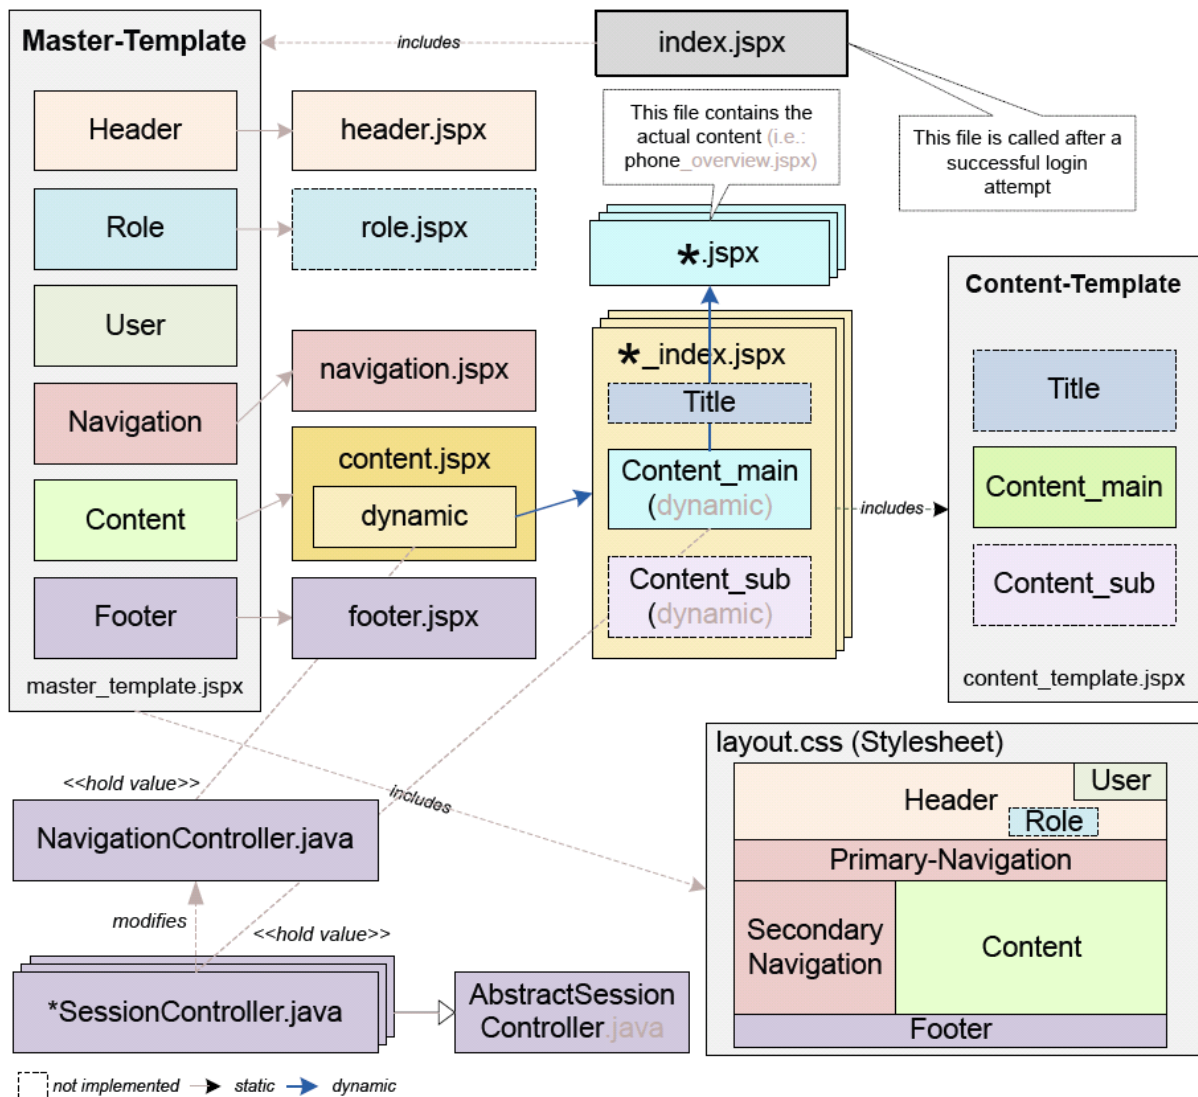 Master-Template
includes
index.jspx
Header
header.jspx
This file contains the
actual content (i.e.:
phone_overview.jspx)
This file is called after a
successful login
attempt
Role
role.jspx
*.jspx
User
Content-Template
navigation.jspx
*_index.jspx
Navigation
Title
Title
content.jspx
Content_main
(dynamic)
Content_main
Content
dynamic
includes
Footer
footer.jspx
Content_sub
(dynamic)
Content_sub
master_template.jspx
content_template.jspx
layout.css (Stylesheet)
<<hold value>>
includes
User
Header
Role
NavigationController.java
Primary-Navigation
modifies
<<hold value>>
Secondary
Navigation
Content
*SessionController.java
AbstractSession
Controller.java
Footer
not implemented
static
dynamic